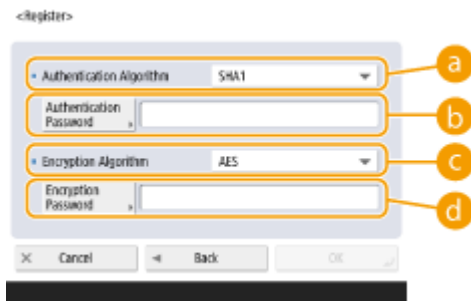 <Register>
Authentication Algorithm SHA1 a
Authentication
Password b
Encryption Algorithm AES c
Encryption
Password d
Cancel Back OK